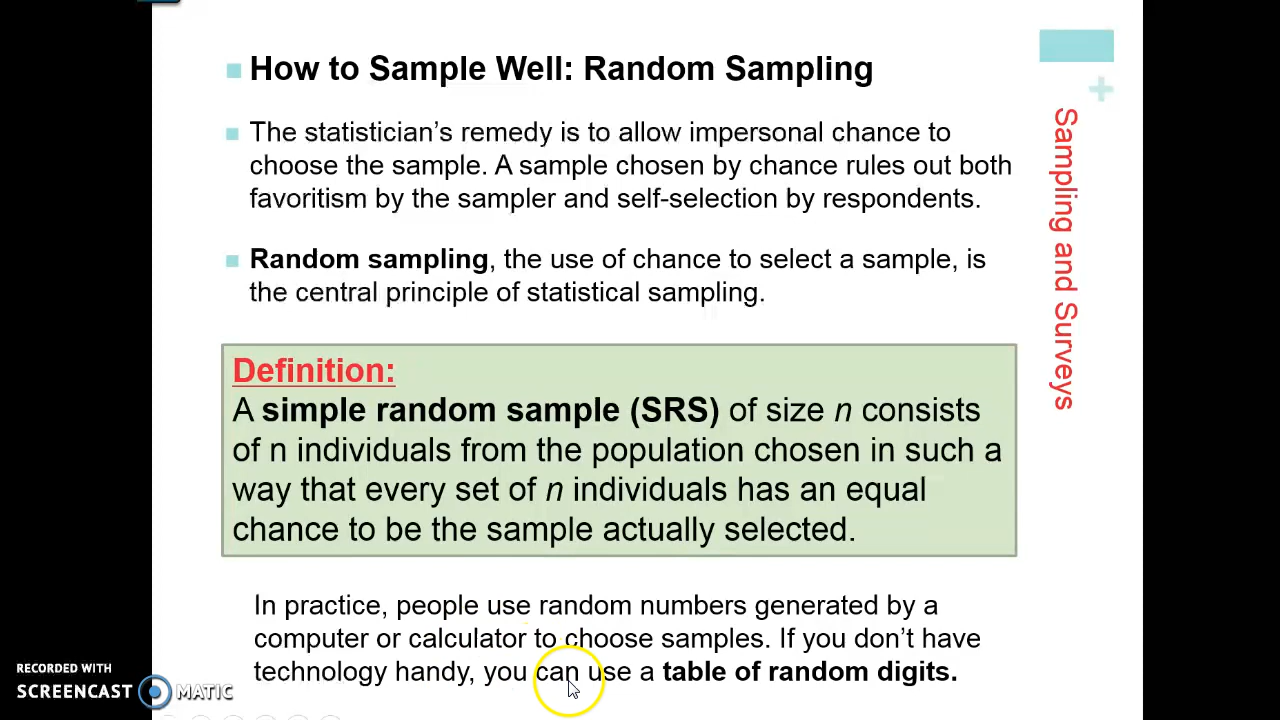 How to Sample Well: Random Sampling
The statistician’s remedy is to allow impersonal chance to
choose the sample. A sample chosen by chance rules out both
favoritism by the sampler and self-selection by respondents.
Random sampling, the use of chance to select a sample, is
the central principle of statistical sampling.
Definition:
A simple random sample (SRS) of size n consists
of n individuals from the population chosen in such a
way that every set of n individuals has an equal
chance to be the sample actually selected.
In practice, people use random numbers generated by a
computer or calculator to choose samples. If you don’t have
technology handy, you can use a table of random digits.
+
Sampling and Surveys
RECORDED WITH
SCREENCAST MATIC